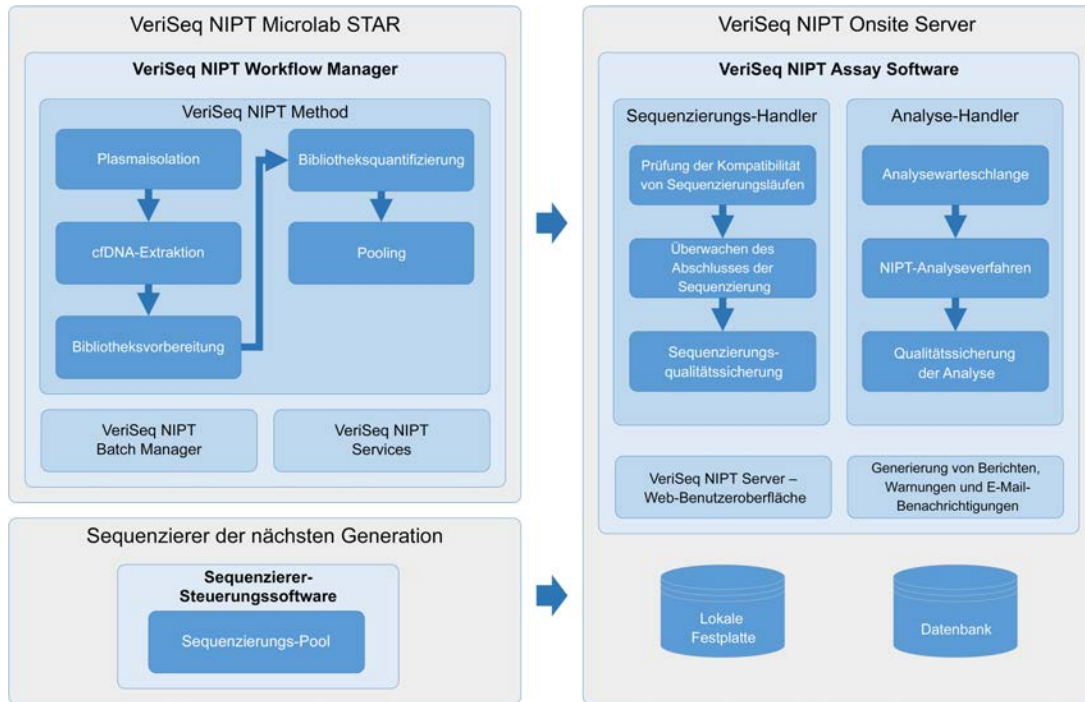 VeriSeq NIPT Microlab STAR
VeriSeq NIPT Workflow Manager
VeriSeq NIPT Method
Plasmaisolation
cfDNA-Extraktion
Bibliotheksvorbereitung
Bibliotheksquantifizierung
Pooling
VeriSeq NIPT
Batch Manager
VeriSeq NIPT
Services
Sequenzierer der nächsten Generation
Sequenzierer-
Steuerungssoftware
Sequenzierungs-Pool
VeriSeq NIPT Onsite Server
VeriSeq NIPT Assay Software
Sequenzierungs-Handler
Prüfung der Kompatibilität
von Sequenzierungsläufen
Überwachen des
Abschlusses der
Sequenzierung
Sequenzierungs-
qualitätssicherung
Analyse-Handler
Analysewarteschlange
NIPT-Analyseverfahren
Qualitätssicherung
der Analyse
VeriSeq NIPT Server –
Web-Benutzeroberfläche
Generierung von Berichten,
Warnungen und E-Mail-
Benachrichtigungen
Lokale
Festplatte
Datenbank